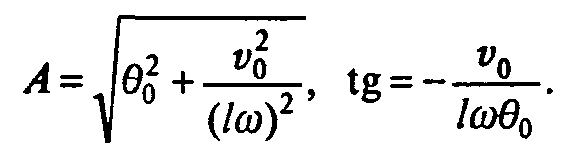 A = √(θ₀² + v₀²/(lω)²), tg = −v₀/(lωθ₀).